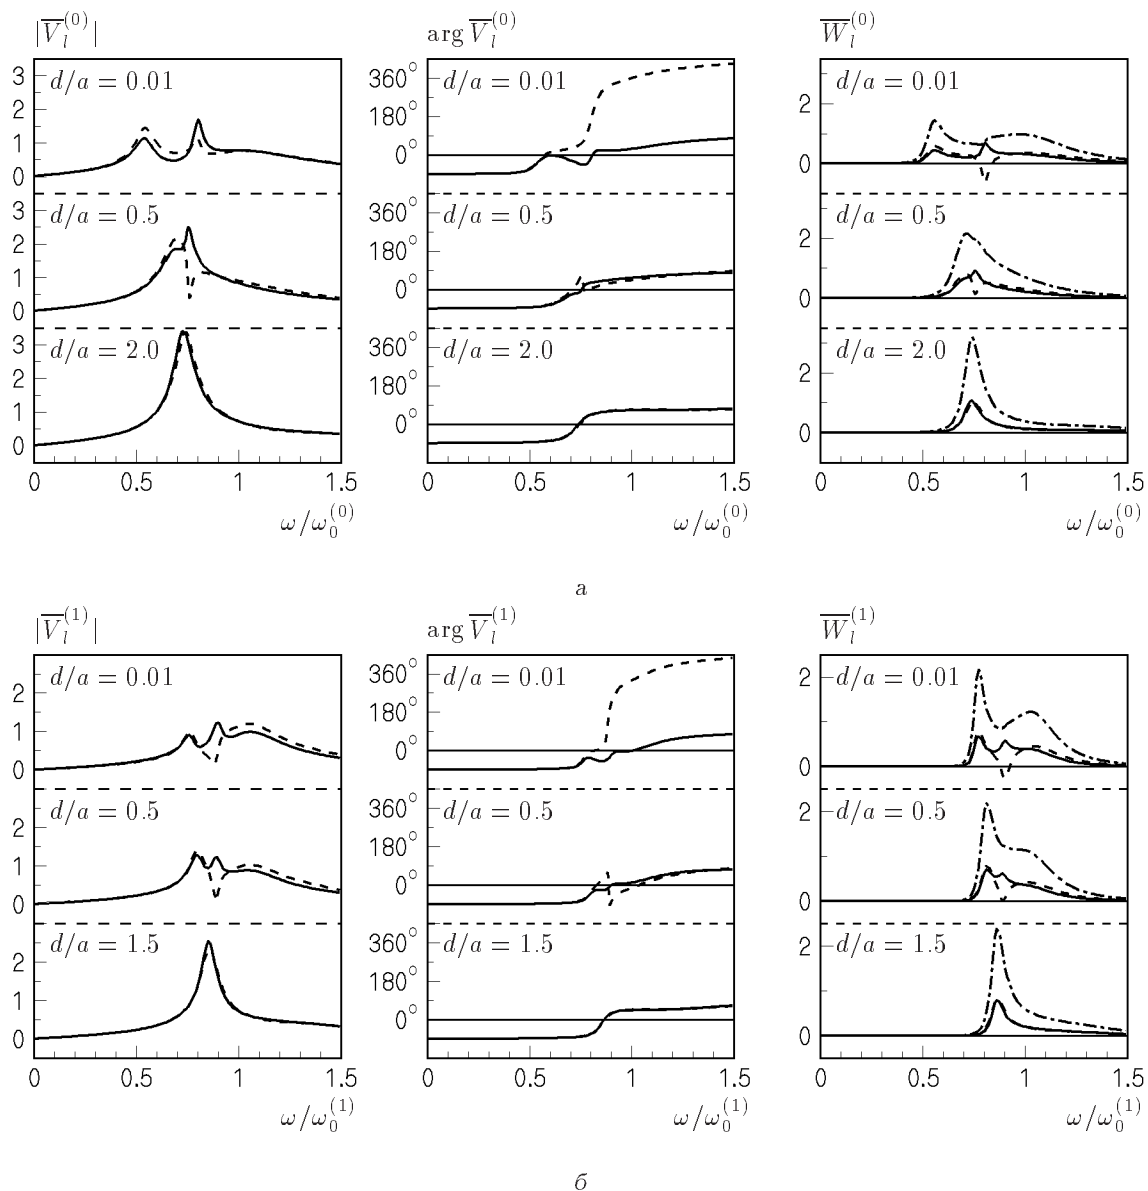 |V̅_l^(0)|
arg V̅_l^(0)
W̅_l^(0)
d/a = 0.01
d/a = 0.01
d/a = 0.01
3
2
1
0
360°
180°
0°
2
0
d/a = 0.5
d/a = 0.5
d/a = 0.5
3
2
1
0
360°
180°
0°
2
0
d/a = 2.0
d/a = 2.0
d/a = 2.0
3
2
1
0
360°
180°
0°
2
0
0 0.5 1 1.5
0 0.5 1 1.5
0 0.5 1 1.5
ω/ω_0^(0)
ω/ω_0^(0)
ω/ω_0^(0)
а
|V̅_l^(1)|
arg V̅_l^(1)
W̅_l^(1)
d/a = 0.01
d/a = 0.01
d/a = 0.01
2
1
0
360°
180°
0°
2
0
d/a = 0.5
d/a = 0.5
d/a = 0.5
2
1
0
360°
180°
0°
2
0
d/a = 1.5
d/a = 1.5
d/a = 1.5
2
1
0
360°
180°
0°
2
0
0 0.5 1 1.5
0 0.5 1 1.5
0 0.5 1 1.5
ω/ω_0^(1)
ω/ω_0^(1)
ω/ω_0^(1)
б